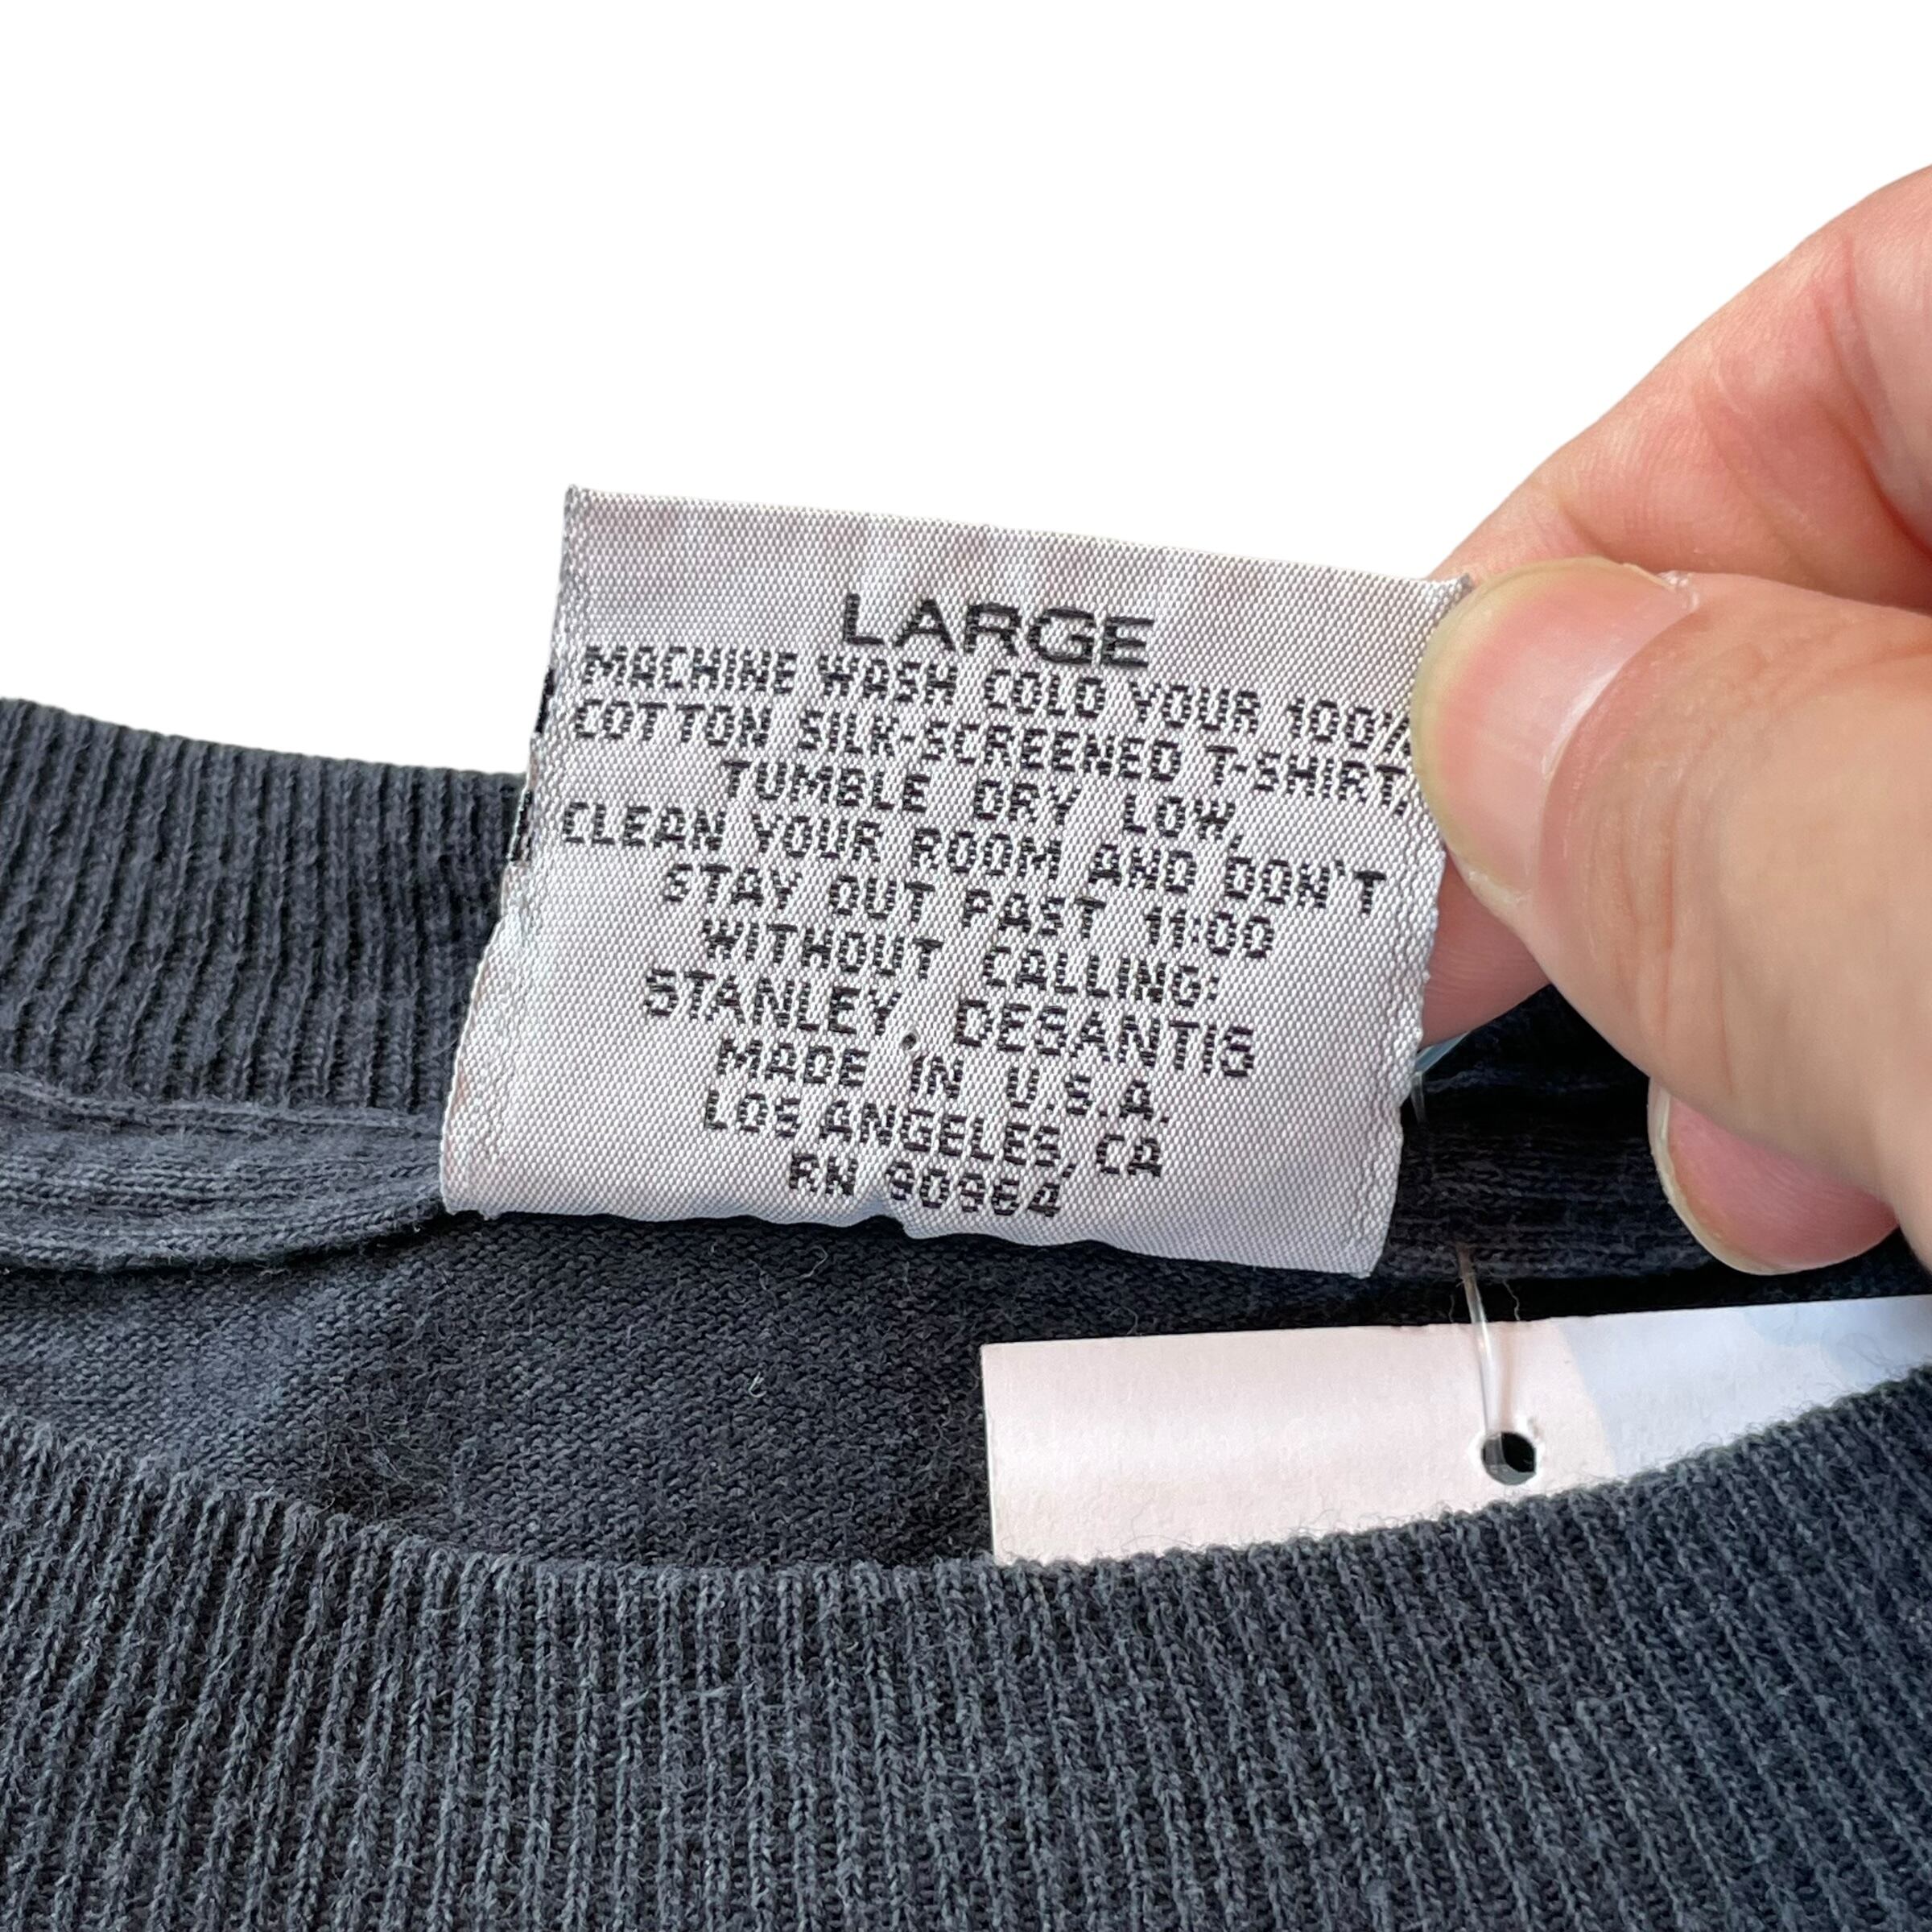 LARGE
MACHINE WASH COLD YOUR 100%
COTTON SILK-SCREENED T-SHIRT,
TUMBLE DRY LOW,
CLEAN YOUR ROOM AND DON'T
STAY OUT PAST 11:00
WITHOUT CALLING:
STANLEY DESANTIS
MADE IN U.S.A.
LOS ANGELES, CA
RN 90964